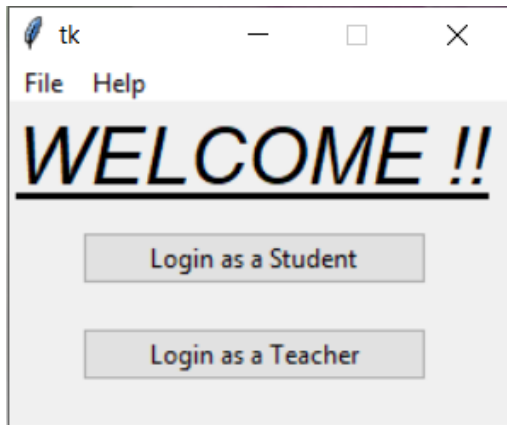 tk
File Help
WELCOME !!
Login as a Student
Login as a Teacher